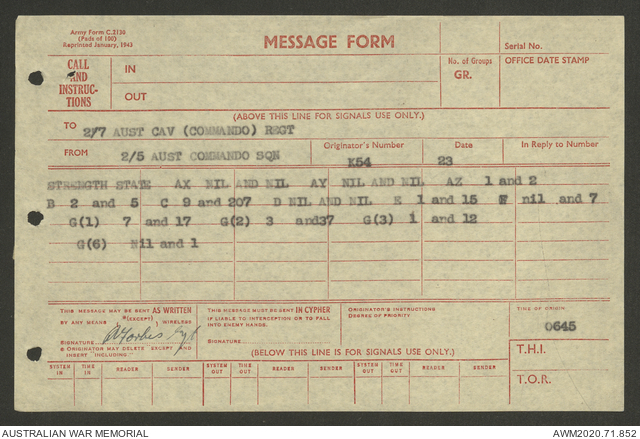 Army Form C.2136
(Pads of 100)
Reprinted January, 1943
MESSAGE FORM
Serial No.
CALL AND INSTRUC-TIONS
IN
OUT
No. of Groups
GR.
OFFICE DATE STAMP
(ABOVE THIS LINE FOR SIGNALS USE ONLY.)
TO 2/7 AUST CAV (COMMANDO) REGT
FROM 2/5 AUST COMMANDO SQN
Originator's Number K54
Date 23
In Reply to Number
STRENGTH STATE AX NIL AND NIL AY NIL AND NIL AZ 1 and 2
B 2 and 5 C 9 and 207 D NIL AND NIL E 1 and 15 F nil and 7
G(1) 7 and 17 G(2) 3 and37 G(3) 1 and 12
G(6) Nil and 1
THIS MESSAGE MAY BE SENT AS WRITTEN
BY ANY MEANS *(EXCEPT) WIRELESS
SIGNATURE A Forbes
* ORIGINATOR MAY DELETE EXCEPT AND INSERT INCLUDING
THIS MESSAGE MUST BE SENT IN CYPHER
IF LIABLE TO INTERCEPTION OR TO FALL
INTO ENEMY HANDS.
SIGNATURE
ORIGINATOR'S INSTRUCTIONS
DEGREE OF PRIORITY
TIME OF ORIGIN
0645
T.H.I.
T.O.R.
(BELOW THIS LINE IS FOR SIGNALS USE ONLY.)
SYSTEM IN TIME IN READER SENDER SYSTEM OUT TIME OUT READER SENDER SYSTEM OUT TIME OUT READER SENDER
AUSTRALIAN WAR MEMORIAL
AWM2020.71.852